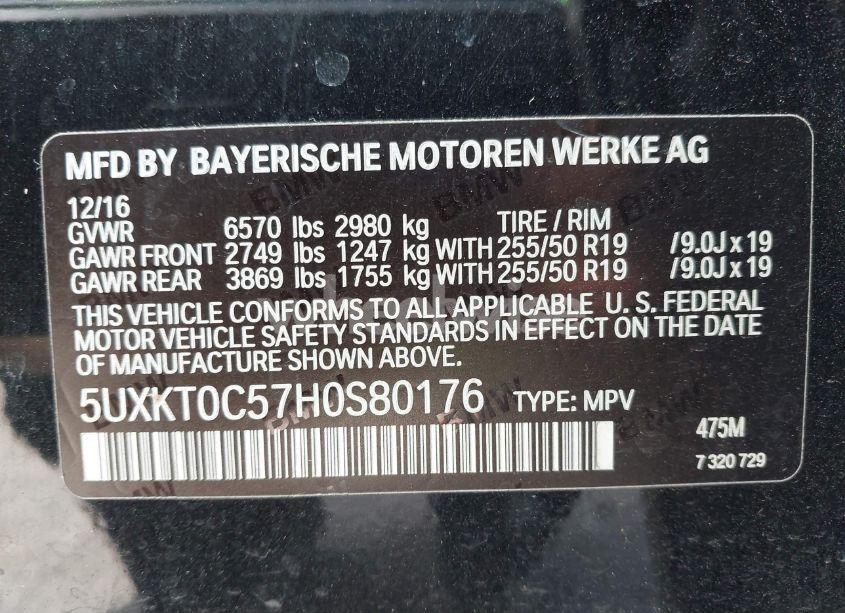 MFD BY BAYERISCHE MOTOREN WERKE AG
12/16
GVWR 6570 lbs 2980 kg TIRE / RIM
GAWR FRONT 2749 lbs 1247 kg WITH 255/50 R19 /9.0J x 19
GAWR REAR 3869 lbs 1755 kg WITH 255/50 R19 /9.0J x 19
THIS VEHICLE CONFORMS TO ALL APPLICABLE U. S. FEDERAL
MOTOR VEHICLE SAFETY STANDARDS IN EFFECT ON THE DATE
OF MANUFACTURE SHOWN ABOVE.
5UXKT0C57H0S80176 TYPE: MPV
475M
7 320 729